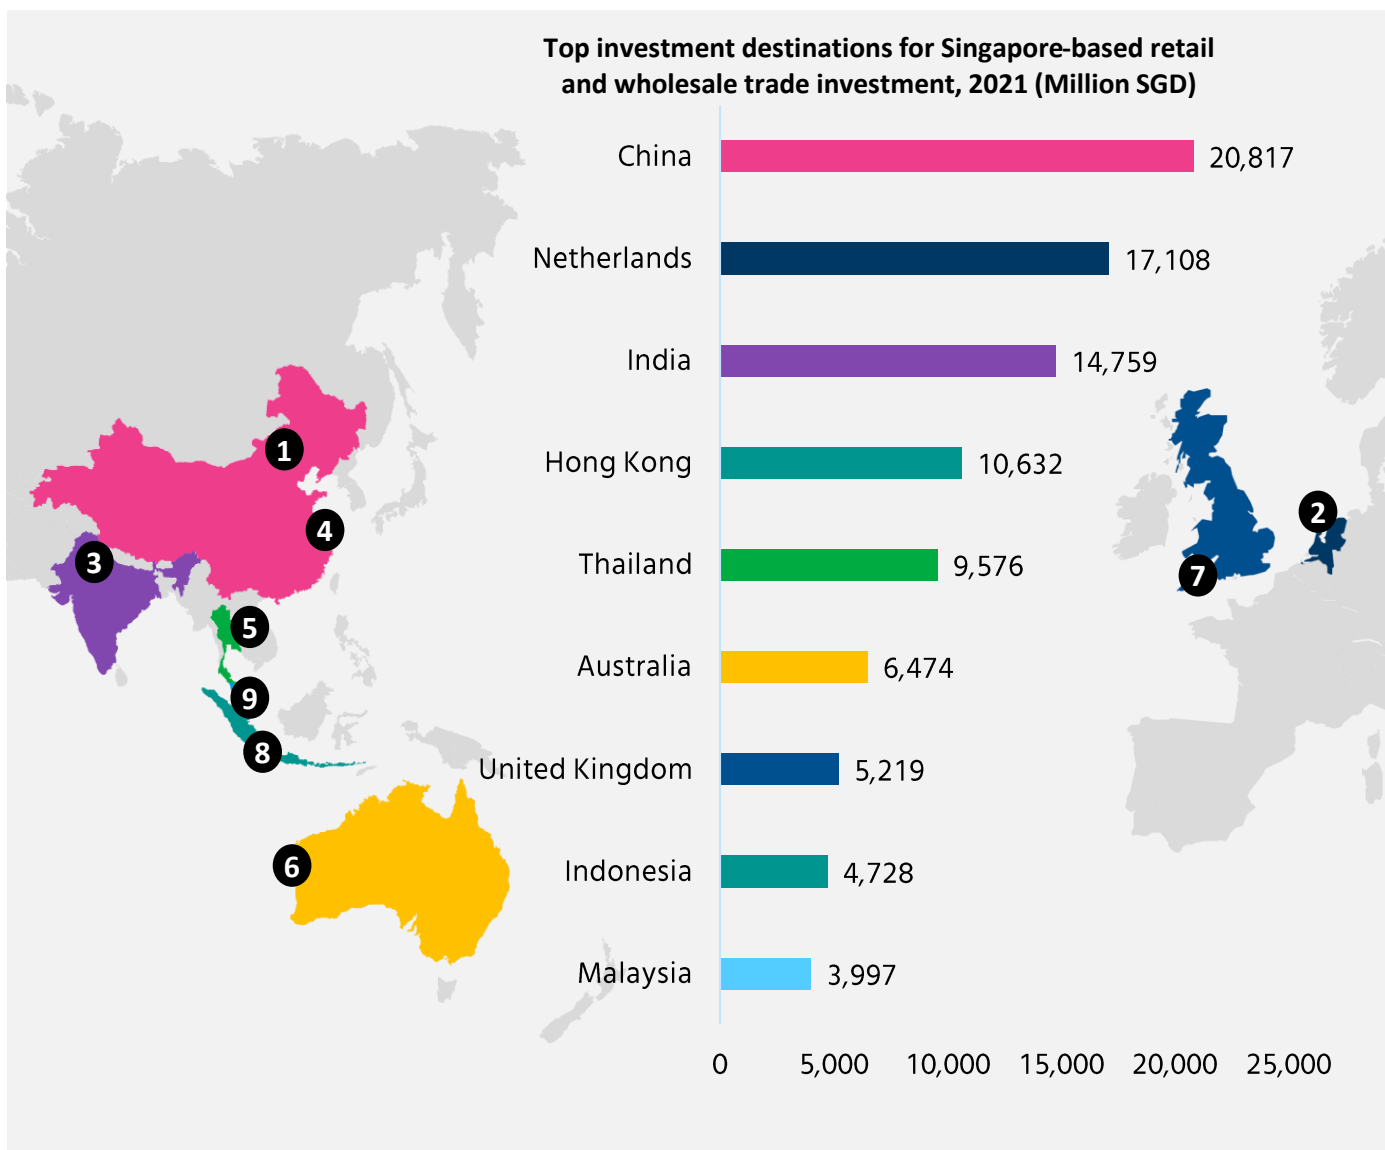 Top investment destinations for Singapore-based retail
and wholesale trade investment, 2021 (Million SGD)
China 20,817
Netherlands 17,108
India 14,759
Hong Kong 10,632
Thailand 9,576
Australia 6,474
United Kingdom 5,219
Indonesia 4,728
Malaysia 3,997
0 5,000 10,000 15,000 20,000 25,000
1
4
3
5
9
8
6
2
7